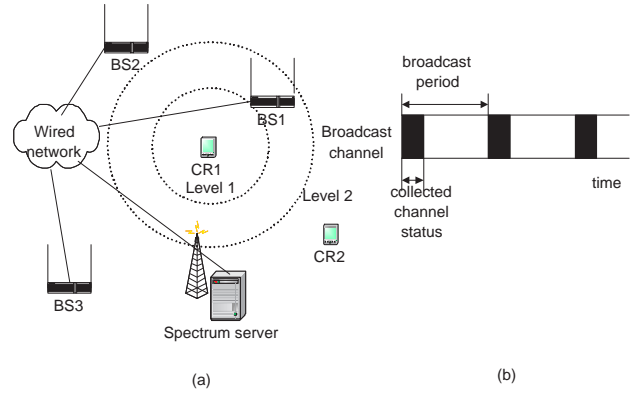 BS2
BS1
Wired
network
CR1
Level 1
Level 2
CR2
BS3
Spectrum server
(a)
broadcast
period
Broadcast
channel
time
collected
channel
status
(b)